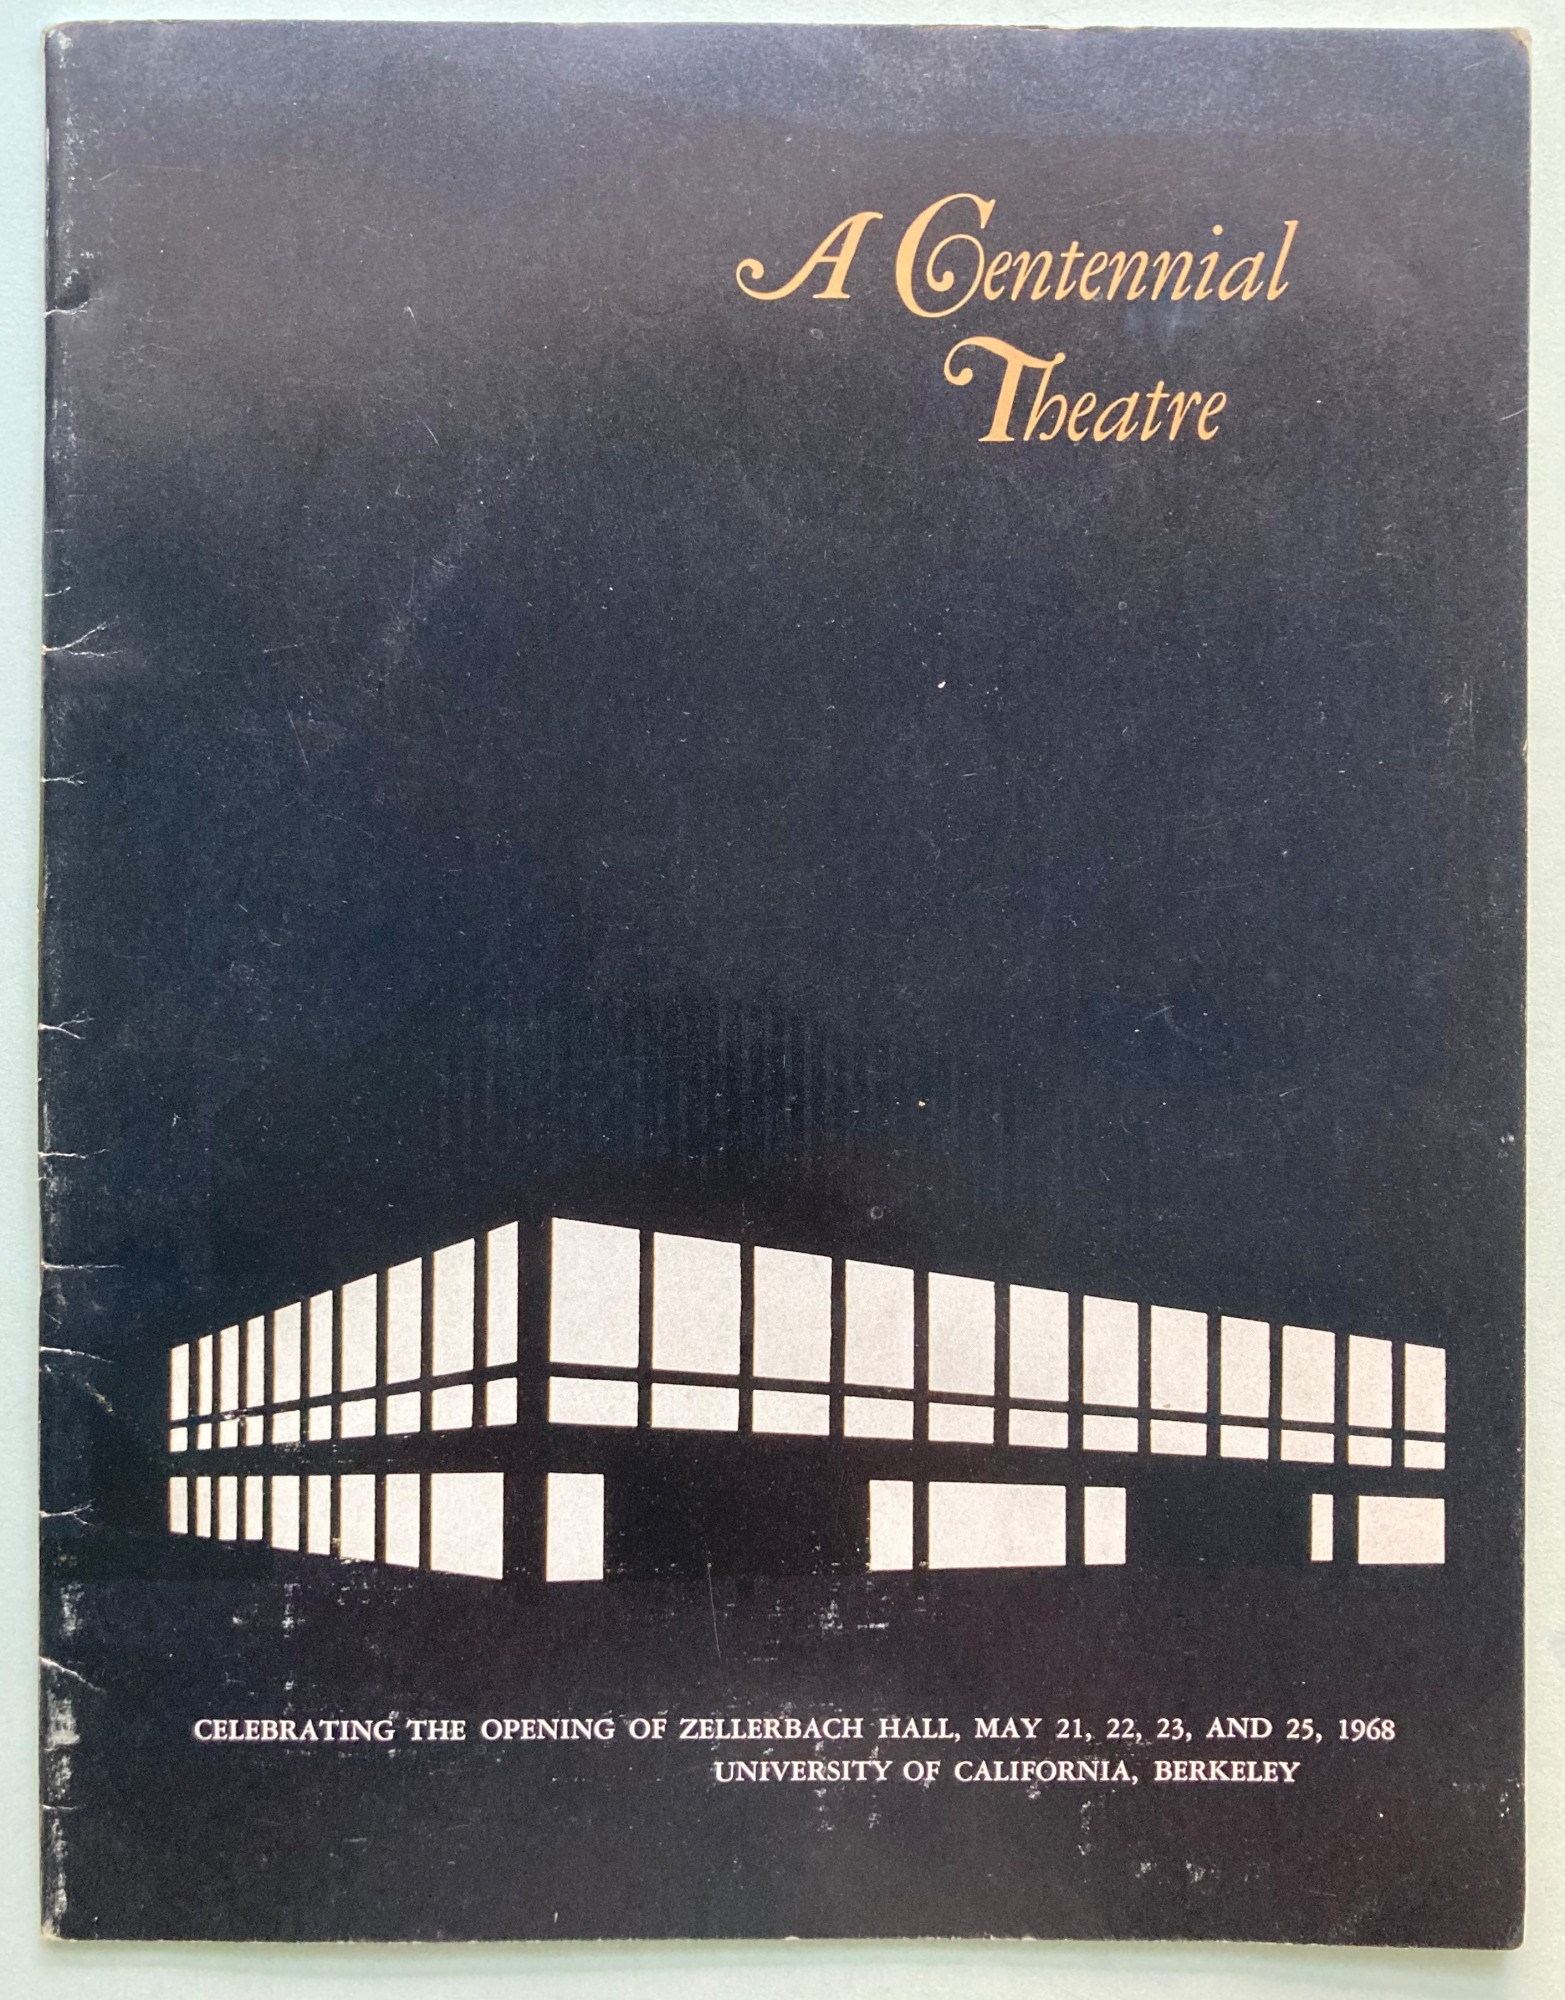 A Centennial
Theatre
CELEBRATING THE OPENING OF ZELLERBACH HALL, MAY 21, 22, 23, AND 25, 1968
UNIVERSITY OF CALIFORNIA, BERKELEY